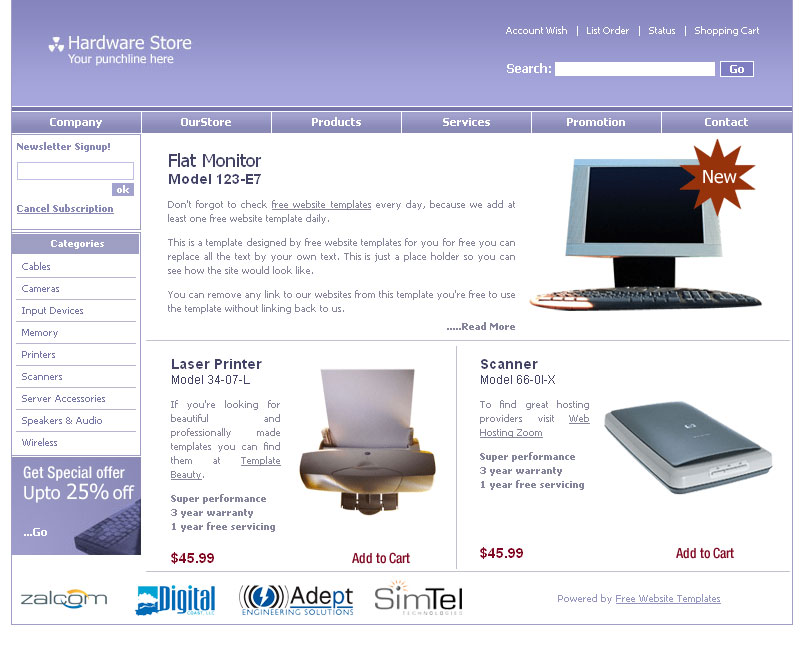 Hardware Store
Your punchline here
Account Wish | List Order | Status | Shopping Cart
Search: Go
Company OurStore Products Services Promotion Contact
Newsletter Signup!
ok
Cancel Subscription
Categories
Cables
Cameras
Input Devices
Memory
Printers
Scanners
Server Accessories
Speakers & Audio
Wireless
Get Special offer
Upto 25% off
...Go
Flat Monitor
Model 123-E7
Don't forgot to check free website templates every day, because we add at
least one free website template daily.
This is a template designed by free website templates for you for free you can
replace all the text by your own text. This is just a place holder so you can
see how the site would look like.
You can remove any link to our websites from this template you're free to use
the template without linking back to us.
.....Read More
New
Laser Printer
Model 34-07-L
If you're looking for
beautiful and
professionally made
templates you can find
them at Template
Beauty.
Super performance
3 year warranty
1 year free servicing
$45.99 Add to Cart
Scanner
Model 66-0I-X
To find great hosting
providers visit Web
Hosting Zoom
Super performance
3 year warranty
1 year free servicing
$45.99 Add to Cart
zalcom
Digital
Adept
ENGINEERING SOLUTIONS
SimTel
TECHNOLOGIES
Powered by Free Website Templates